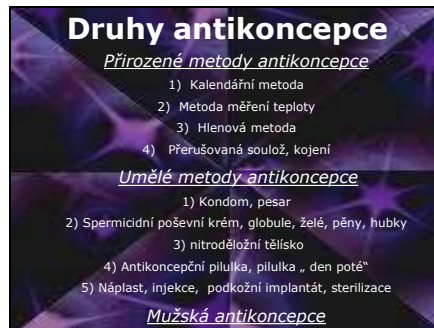 Druhy antikoncepce
Přirozené metody antikoncepce
1) Kalendářní metoda
2) Metoda měření teploty
3) Hlenová metoda
4) Přerušovaná soulož, kojení
Umělé metody antikoncepce
1) Kondom, pesar
2) Spermicidní poševní krém, globule, želé, pěny, hubky
3) nitroděložní tělísko
4) Antikoncepční pilulka, pilulka „ den poté“
5) Náplast, injekce, podkožní implantát, sterilizace
Mužská antikoncepce